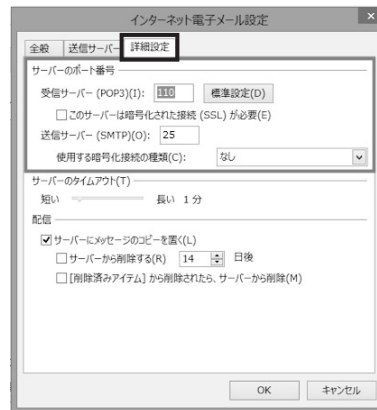 インターネット電子メール設定
×
全般 送信サーバー 詳細設定
サーバーのポート番号
受信サーバー (POP3)(I): 110 標準設定(D)
このサーバーは暗号化された接続 (SSL) が必要(E)
送信サーバー (SMTP)(O): 25
使用する暗号化接続の種類(C): なし
サーバーのタイムアウト(T)
短い 長い 1 分
配信
サーバーにメッセージのコピーを置く(L)
サーバーから削除する(R) 14 日後
[削除済みアイテム] から削除されたら、サーバーから削除(M)
OK キャンセル